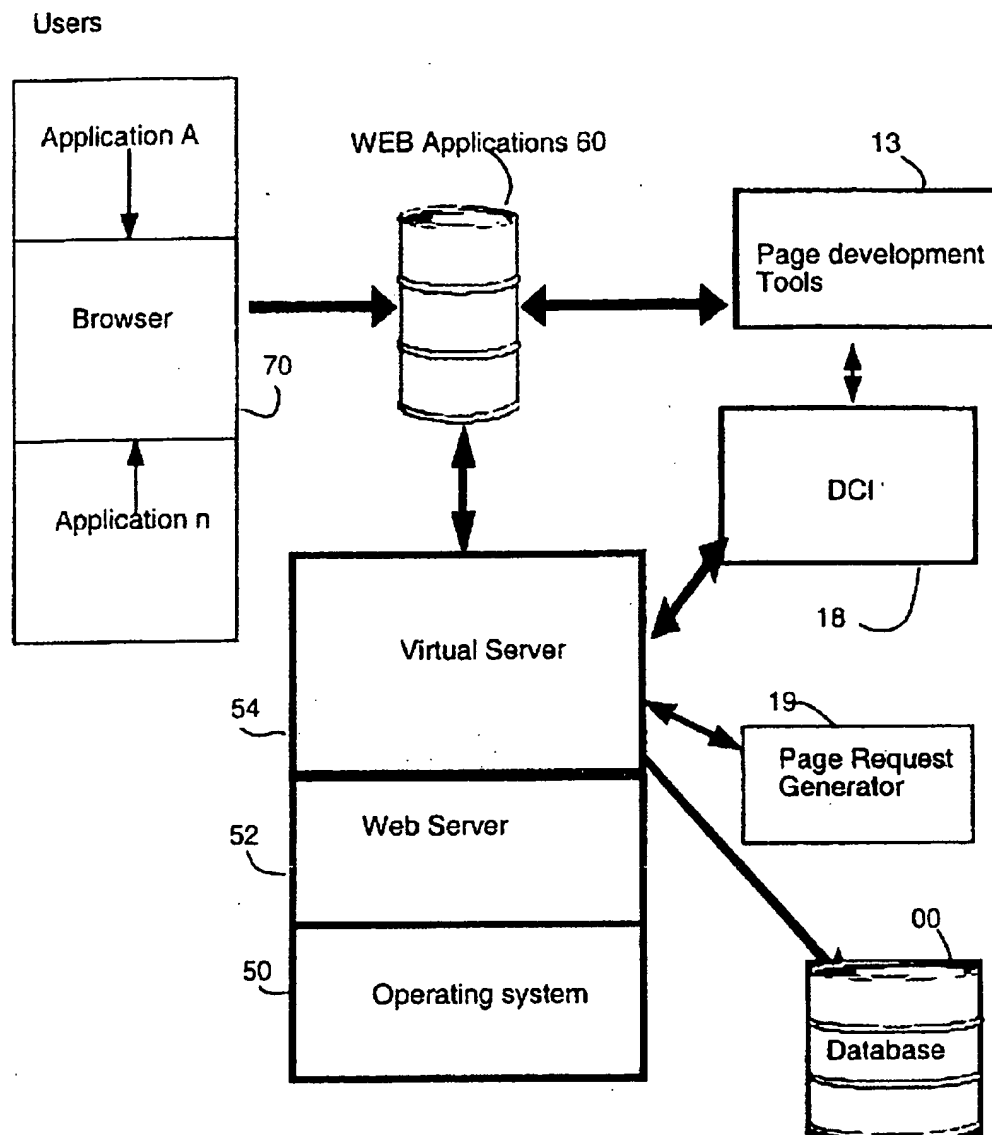 Users
Application A
Browser
70
Application n
WEB Applications 60
13
Page development
Tools
DCI
18
Virtual Server
54
19
Page Request
Generator
Web Server
52
00
Operating system
50
Database